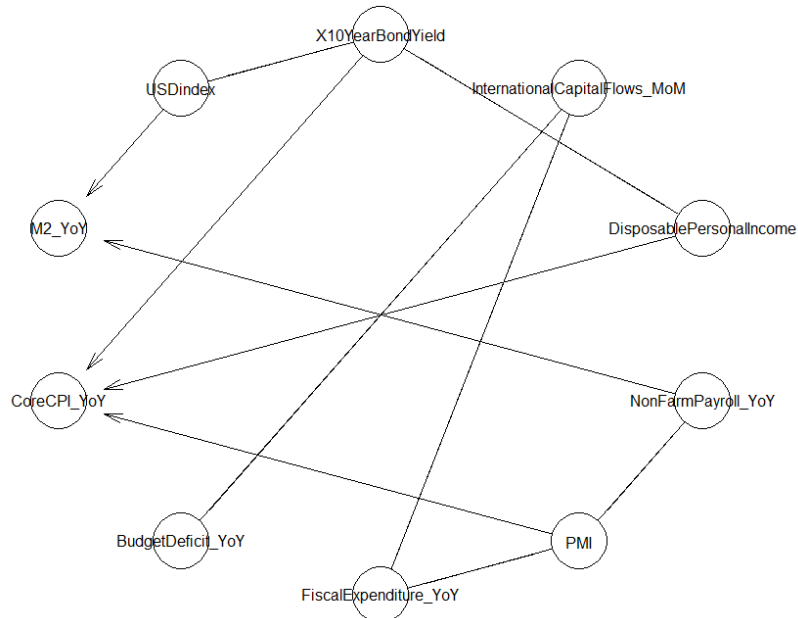 X10YearBondYield
USDindex
InternationalCapitalFlows_MoM
M2_YoY
DisposablePersonalIncome
CoreCPI_YoY
NonFarmPayroll_YoY
BudgetDeficit_YoY
PMI
FiscalExpenditure_YoY